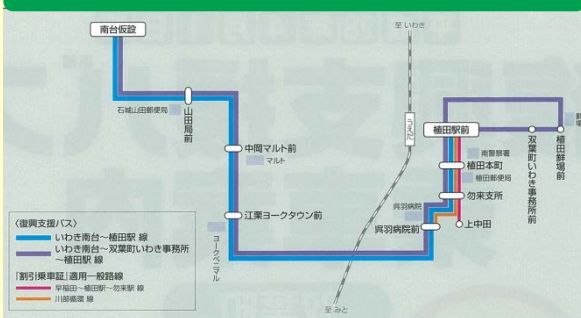 南台仮設
至 いわき
石城山田郵便局
山田局前
うえだ
植田駅前
中岡マルト前
マルト
南警察署
植田本町
植田郵便局
双葉町いわき事務所前
植田鮮場前
鮮場
勿来支所
呉羽病院
江栗ヨークタウン前
上中田
呉羽病院前
ヨークベニマル
〈復興支援バス〉
いわき南台〜植田駅 線
いわき南台〜双葉町いわき事務所
〜植田駅 線
「割引乗車証」適用一般路線
早稲田〜植田駅〜勿来駅 線
川部循環 線
至 みと